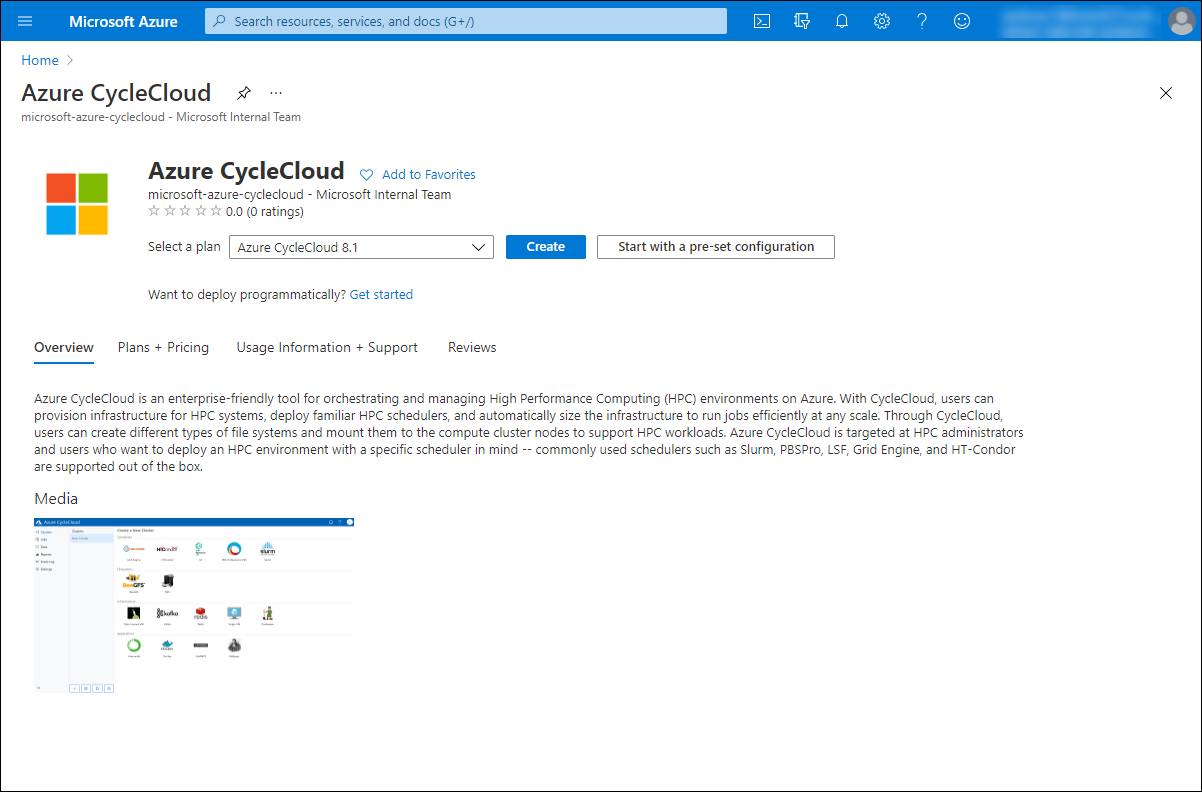 Microsoft Azure
Search resources, services, and docs (G+/)
Home
Azure CycleCloud
microsoft-azure-cyclecloud - Microsoft Internal Team
Azure CycleCloud
Add to Favorites
microsoft-azure-cyclecloud - Microsoft Internal Team
0.0 (0 ratings)
Select a plan
Azure CycleCloud 8.1
Create
Start with a pre-set configuration
Want to deploy programmatically? Get started
Overview
Plans + Pricing
Usage Information + Support
Reviews
Azure CycleCloud is an enterprise-friendly tool for orchestrating and managing High Performance Computing (HPC) environments on Azure. With CycleCloud, users can
provision infrastructure for HPC systems, deploy familiar HPC schedulers, and automatically size the infrastructure to run jobs efficiently at any scale. Through CycleCloud,
users can create different types of file systems and mount them to the compute cluster nodes to support HPC workloads. Azure CycleCloud is targeted at HPC administrators
and users who want to deploy an HPC environment with a specific scheduler in mind -- commonly used schedulers such as Slurm, PBSPro, LSF, Grid Engine, and HT-Condor
are supported out of the box.
Media
Azure CycleCloud
Create a New Cluster
slurm
BeeGFS
kafka
redis